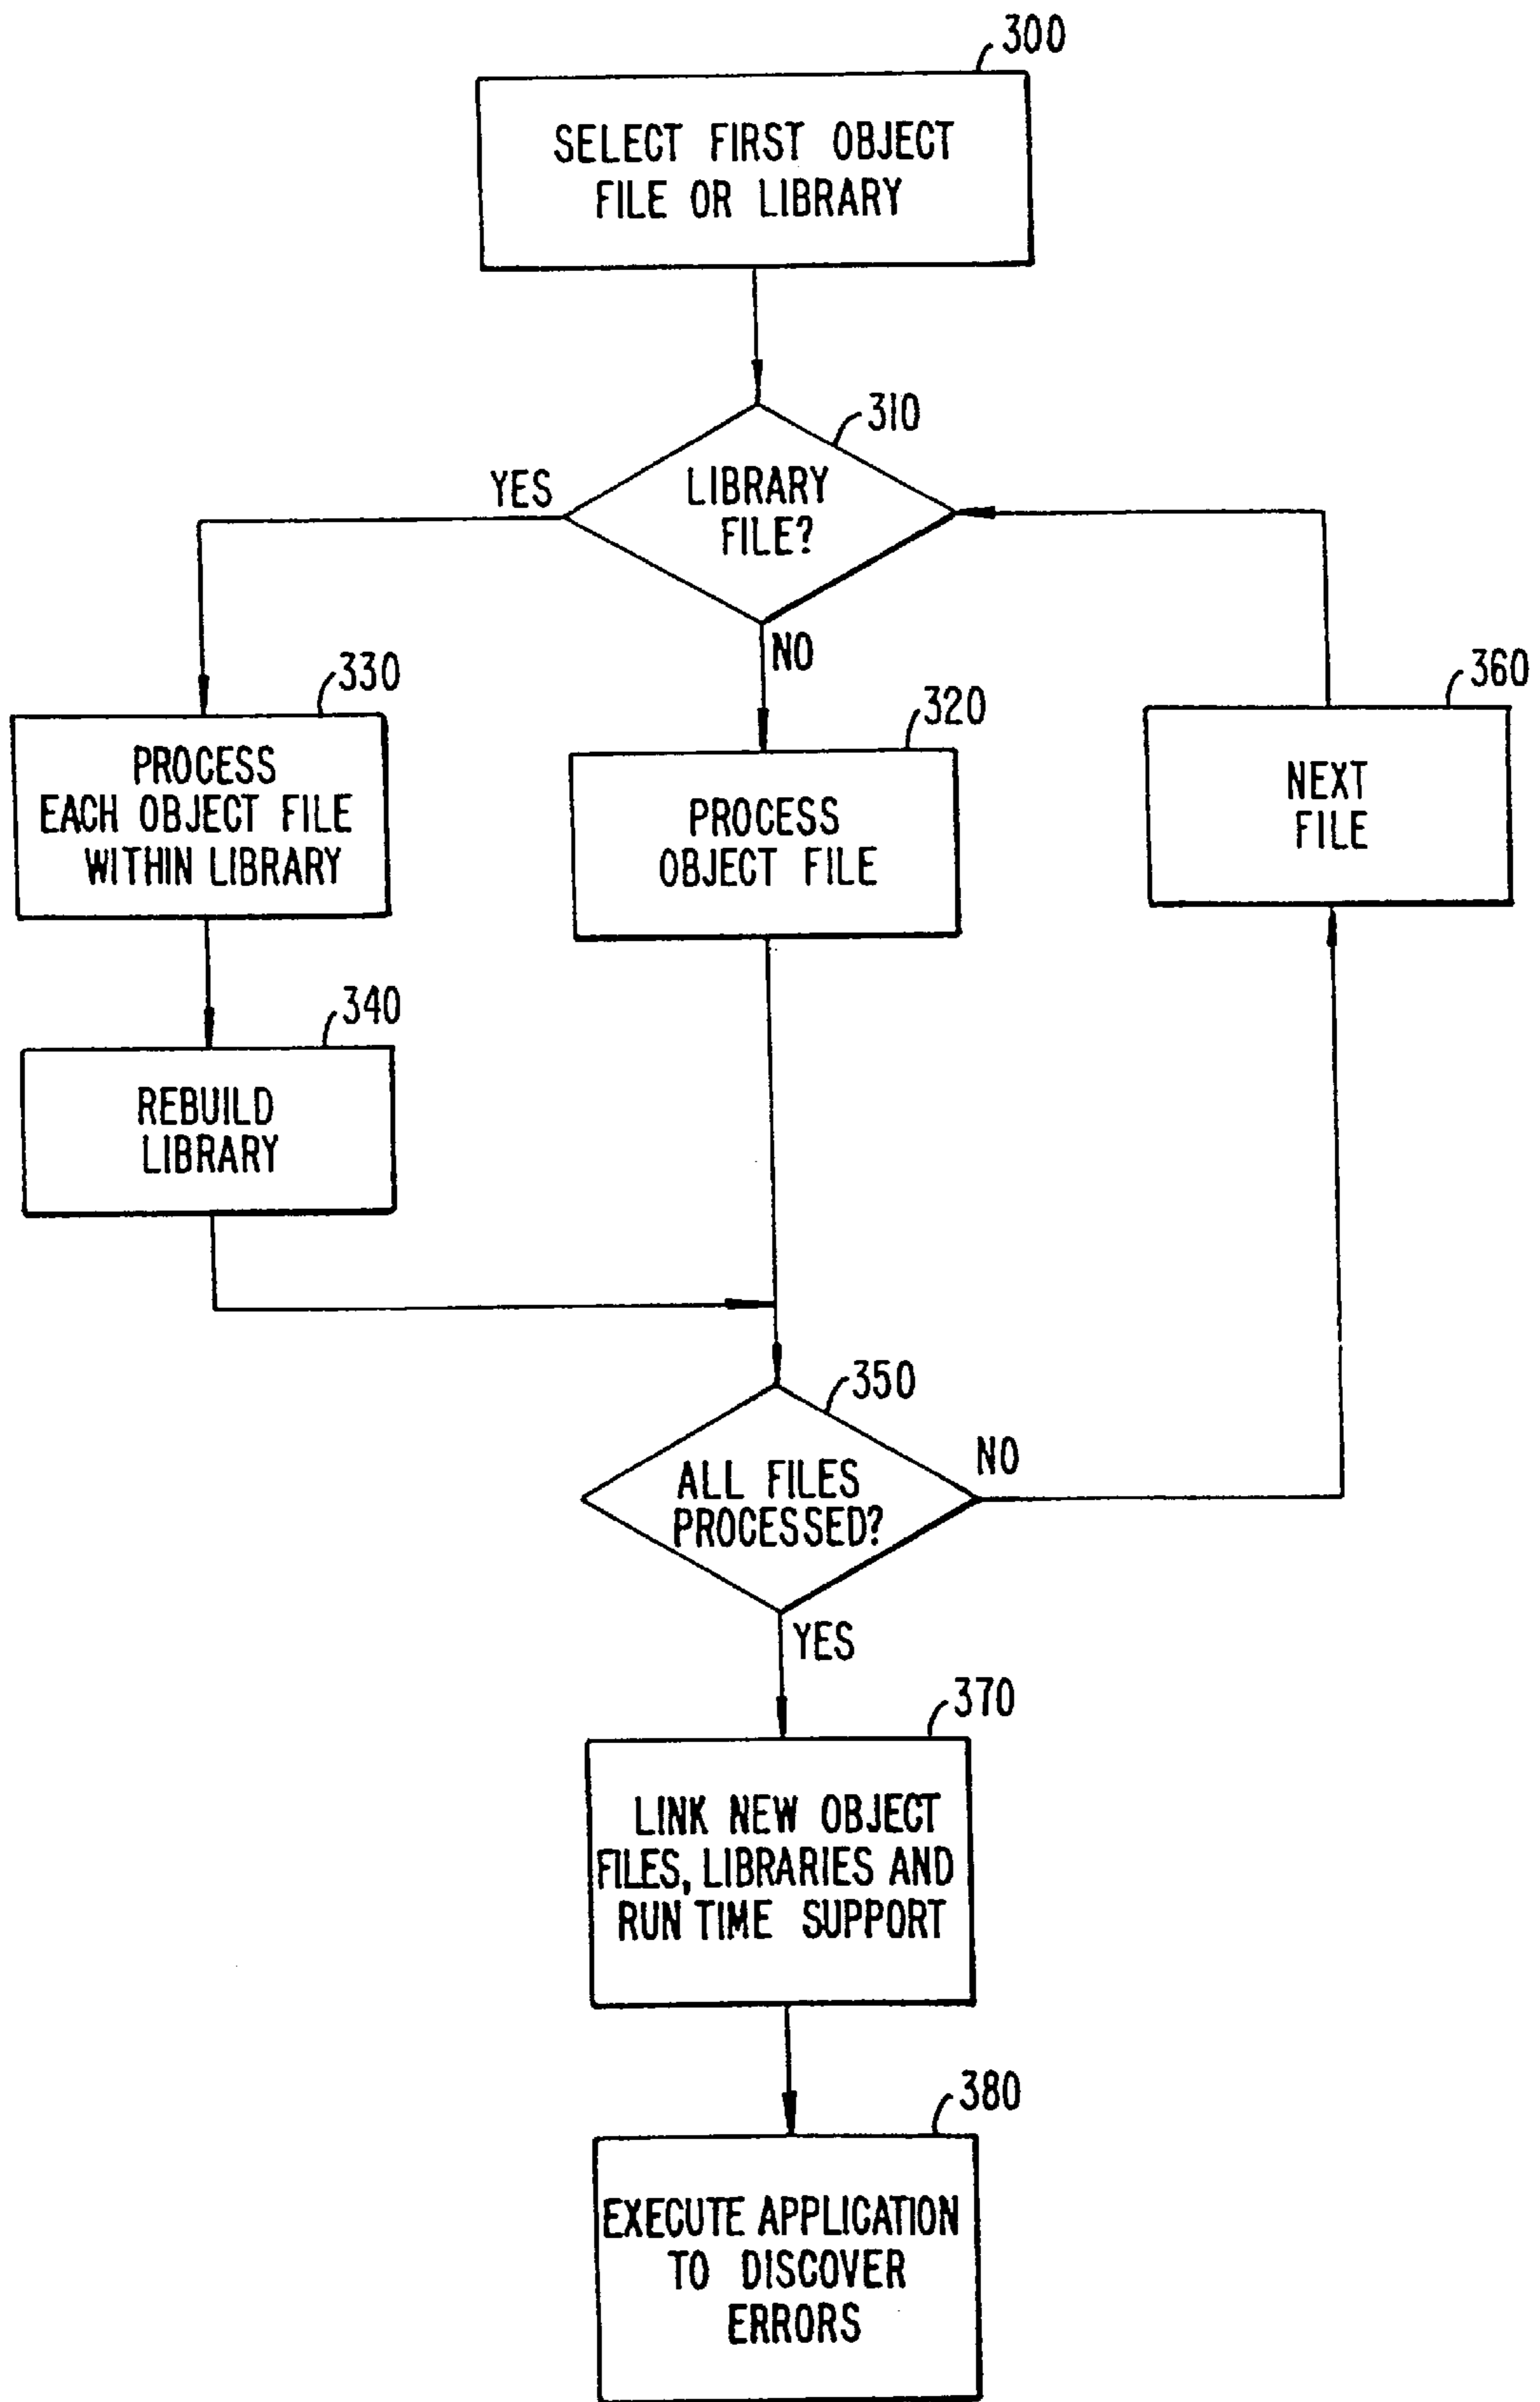 300
SELECT FIRST OBJECT
FILE OR LIBRARY
310
YES
LIBRARY
FILE?
NO
330
PROCESS
EACH OBJECT FILE
WITHIN LIBRARY
320
PROCESS
OBJECT FILE
360
NEXT
FILE
340
REBUILD
LIBRARY
350
ALL FILES
PROCESSED?
NO
YES
370
LINK NEW OBJECT
FILES, LIBRARIES AND
RUN TIME SUPPORT
380
EXECUTE APPLICATION
TO DISCOVER
ERRORS